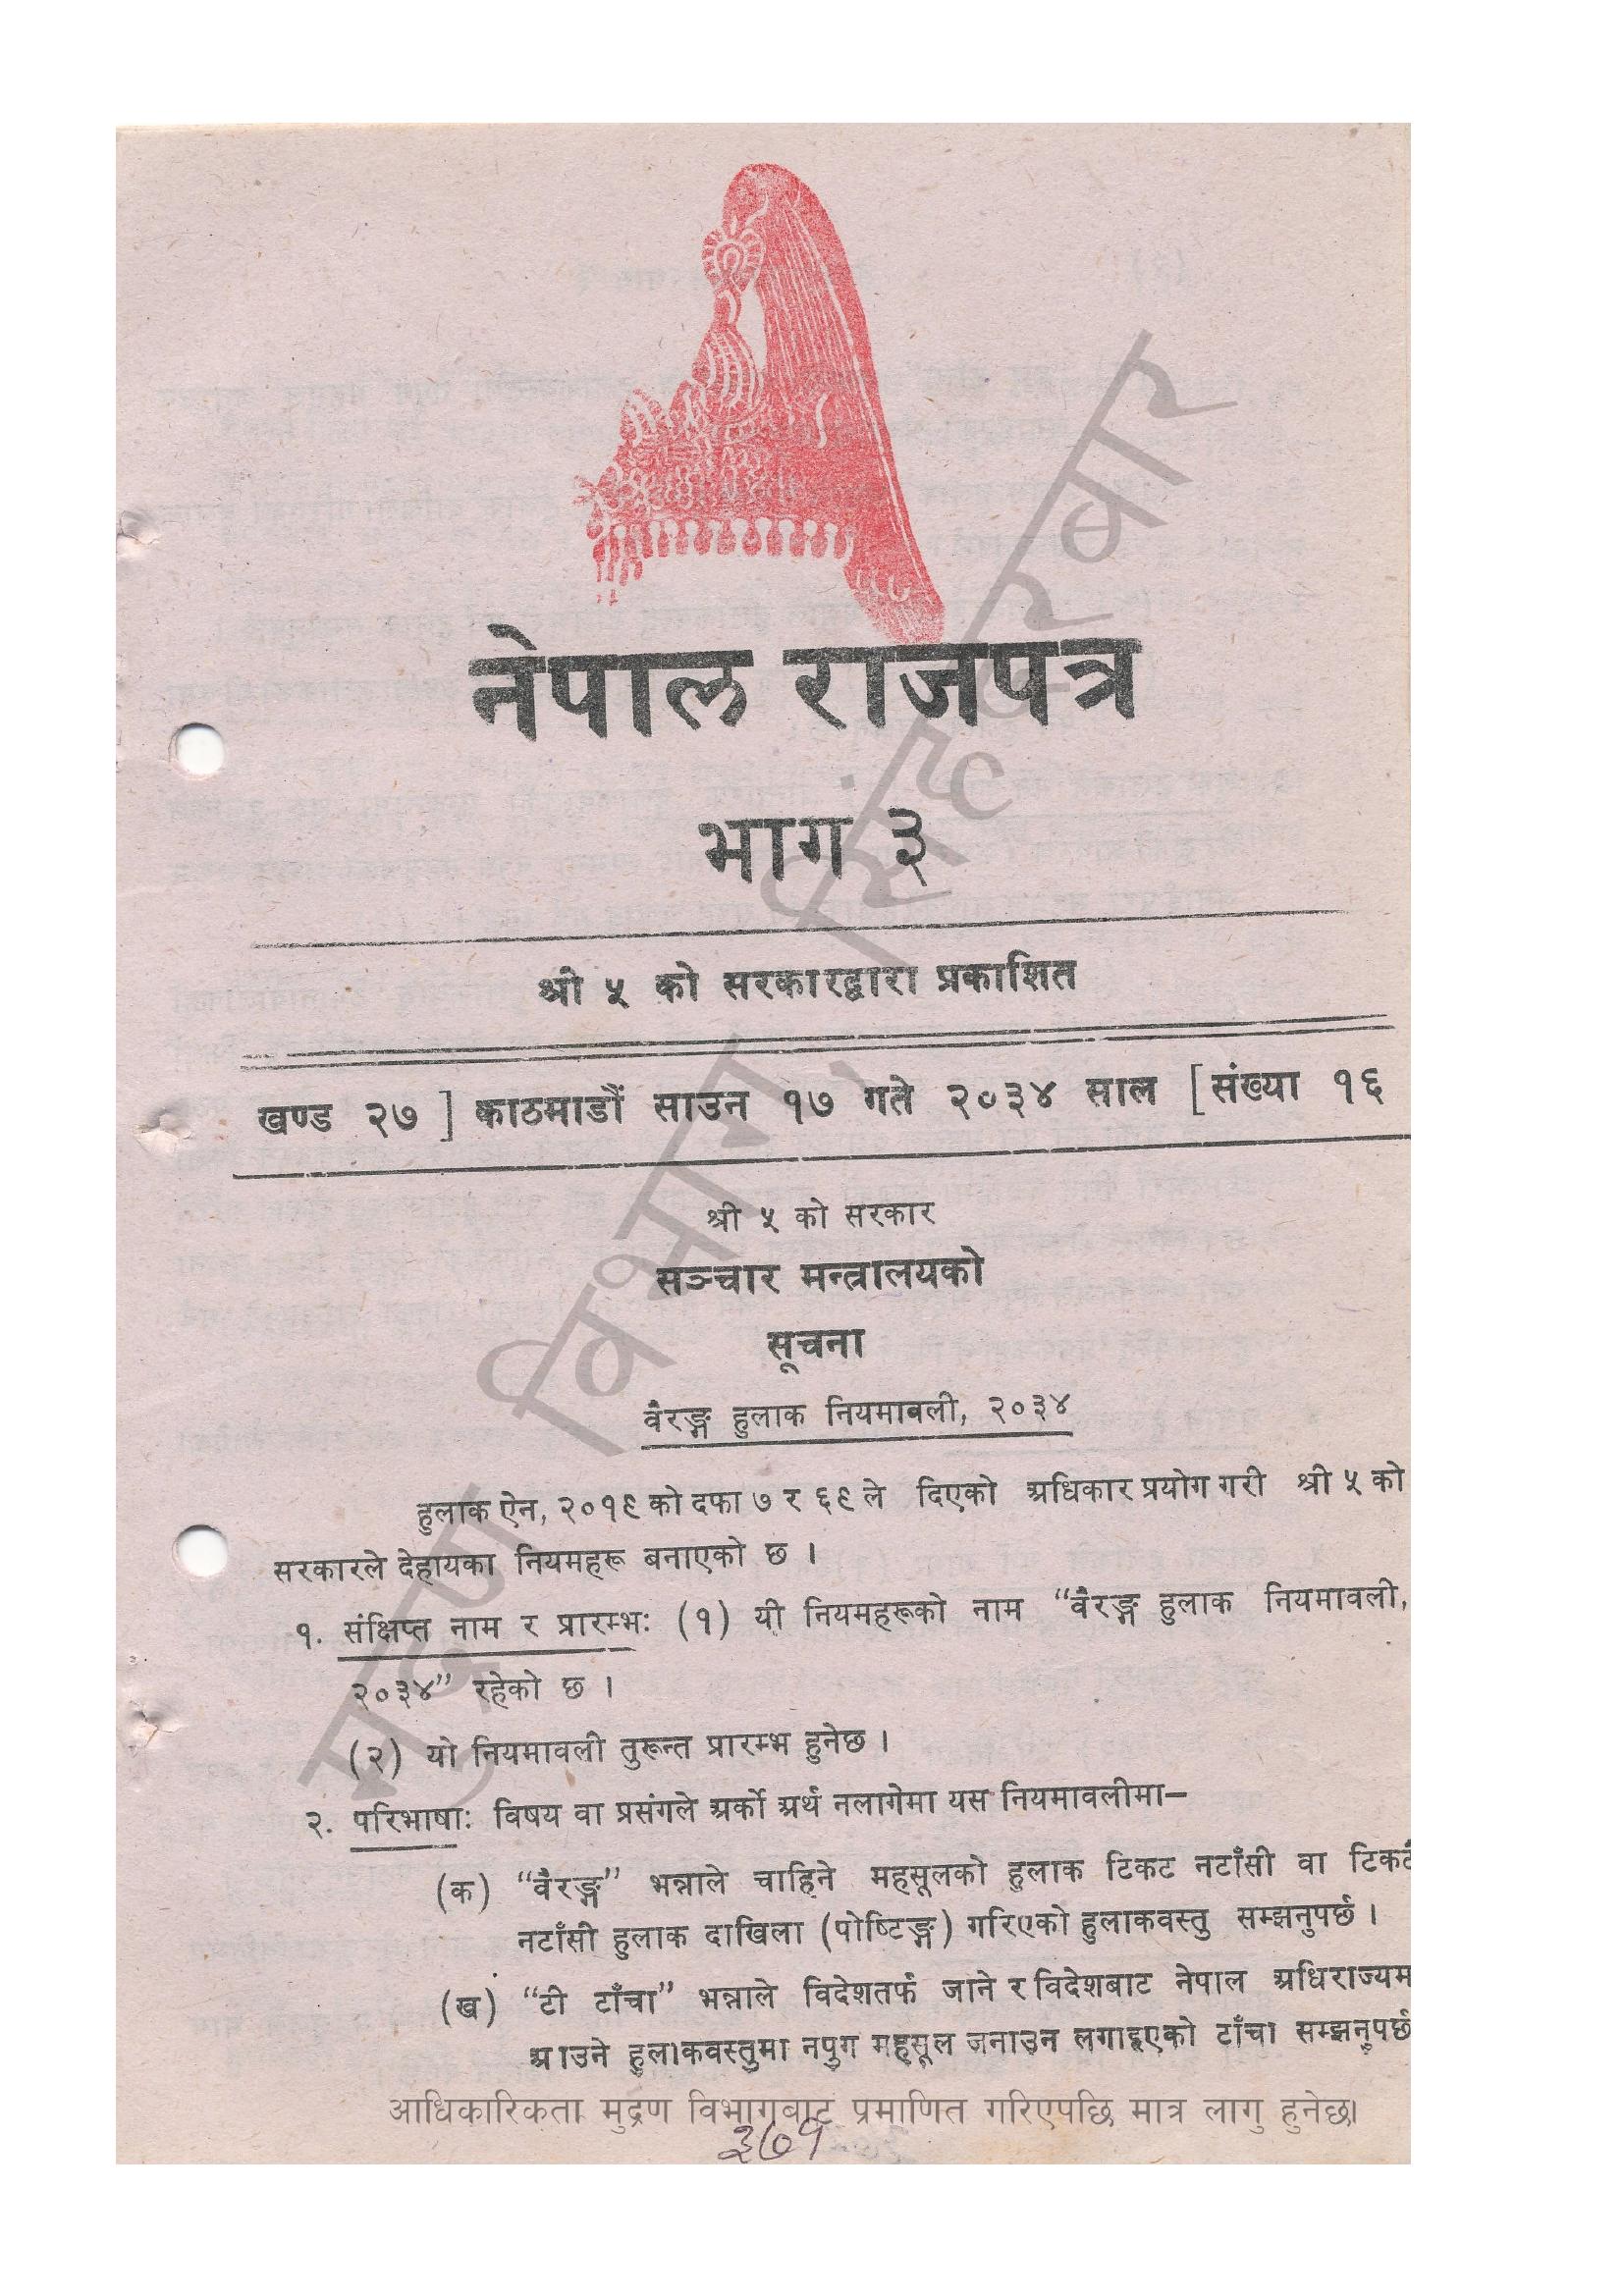 नेपाल राजपत्र
भाग ३
श्री ५ को सरकारद्वारा प्रकाशित
खण्ड २७ ] काठमाडौं साउन १७ गते २०३४ साल [ संख्या १६
श्री ५ को सरकार
सञ्चार मन्त्रालयको
सूचना
वैरङ्ग हुलाक नियमावली, २०३४
हुलाक ऐन, २०१९ को दफा ७ र ६९ ले दिएको अधिकार प्रयोग गरी श्री ५ को
सरकारले देहायका नियमहरू बनाएको छ ।
१. संक्षिप्त नाम र प्रारम्भः (१) यी नियमहरूको नाम “वैरङ्ग हुलाक नियमावली,
२०३४” रहेको छ ।
(२) यो नियमावली तुरून्त प्रारम्भ हुनेछ ।
२. परिभाषाः विषय वा प्रसंगले अर्को अर्थ नलागेमा यस नियमावलीमा–
(क) “वैरङ्ग” भन्नाले चाहिने महसूलको हुलाक टिकट नटाँसी वा टिकटै
नटाँसी हुलाक दाखिला (पोष्टिङ्ग) गरिएको हुलाकवस्तु सम्झनुपर्छ ।
(ख) “टी टाँचा” भन्नाले विदेशतर्फ जाने र विदेशबाट नेपाल अधिराज्यम
आउने हुलाकवस्तुमा नपुग महसूल जनाउन लगाइएको टाँचा सम्झनुपर्छ
आधिकारिकता मुद्रण विभागबाट प्रमाणित गरिएपछि मात्र लागु हुनेछ।
३७१
मुद्रण विभाग, सिंहदरवार